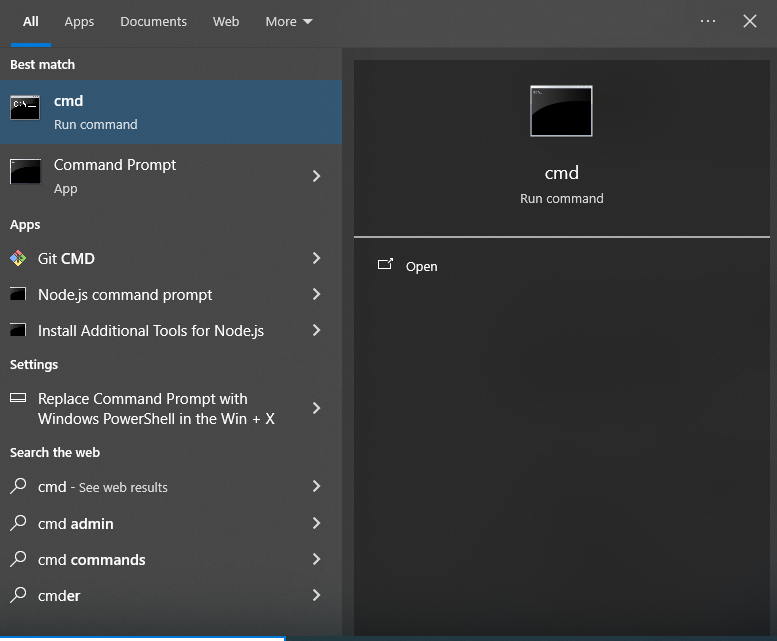 All Apps Documents Web More
Best match
cmd
Run command
Command Prompt
App
Apps
Git CMD
Node.js command prompt
Install Additional Tools for Node.js
Settings
Replace Command Prompt with
Windows PowerShell in the Win + X
Search the web
cmd - See web results
cmd admin
cmd commands
cmder
cmd
Run command
Open